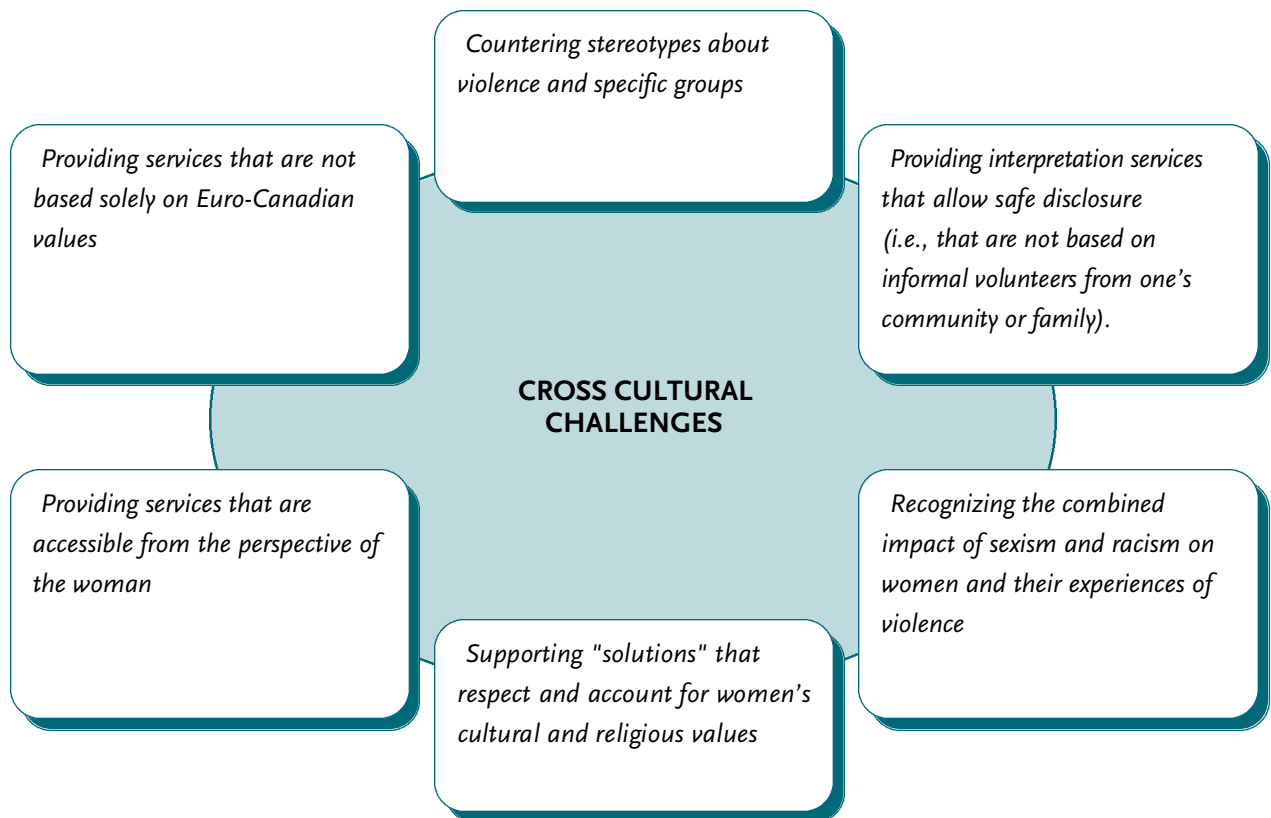 Countering stereotypes about
violence and specific groups
Providing services that are not
based solely on Euro-Canadian
values
Providing interpretation services
that allow safe disclosure
(i.e., that are not based on
informal volunteers from one’s
community or family).
CROSS CULTURAL
CHALLENGES
Providing services that are
accessible from the perspective of
the woman
Recognizing the combined
impact of sexism and racism on
women and their experiences of
violence
Supporting "solutions" that
respect and account for women’s
cultural and religious values